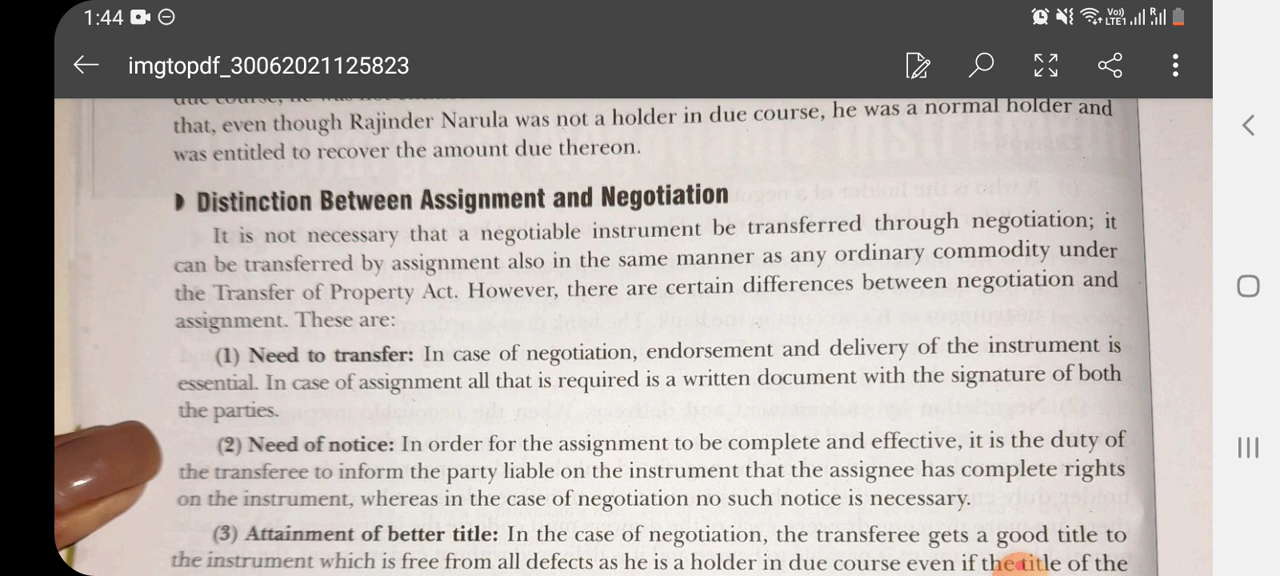 1:44
Vo)) R
LTE1
imgtopdf_30062021125823
due course, he was not
that, even though Rajinder Narula was not a holder in due course, he was a normal holder and
was entitled to recover the amount due thereon.
Distinction Between Assignment and Negotiation
It is not necessary that a negotiable instrument be transferred through negotiation; it
can be transferred by assignment also in the same manner as any ordinary commodity under
the Transfer of Property Act. However, there are certain differences between negotiation and
assignment. These are:
(1) Need to transfer: In case of negotiation, endorsement and delivery of the instrument is
essential. In case of assignment all that is required is a written document with the signature of both
the parties.
(2) Need of notice: In order for the assignment to be complete and effective, it is the duty of
the transferee to inform the party liable on the instrument that the assignee has complete rights
on the instrument, whereas in the case of negotiation no such notice is necessary.
(3) Attainment of better title: In the case of negotiation, the transferee gets a good title to
the instrument which is free from all defects as he is a holder in due course even if the title of the